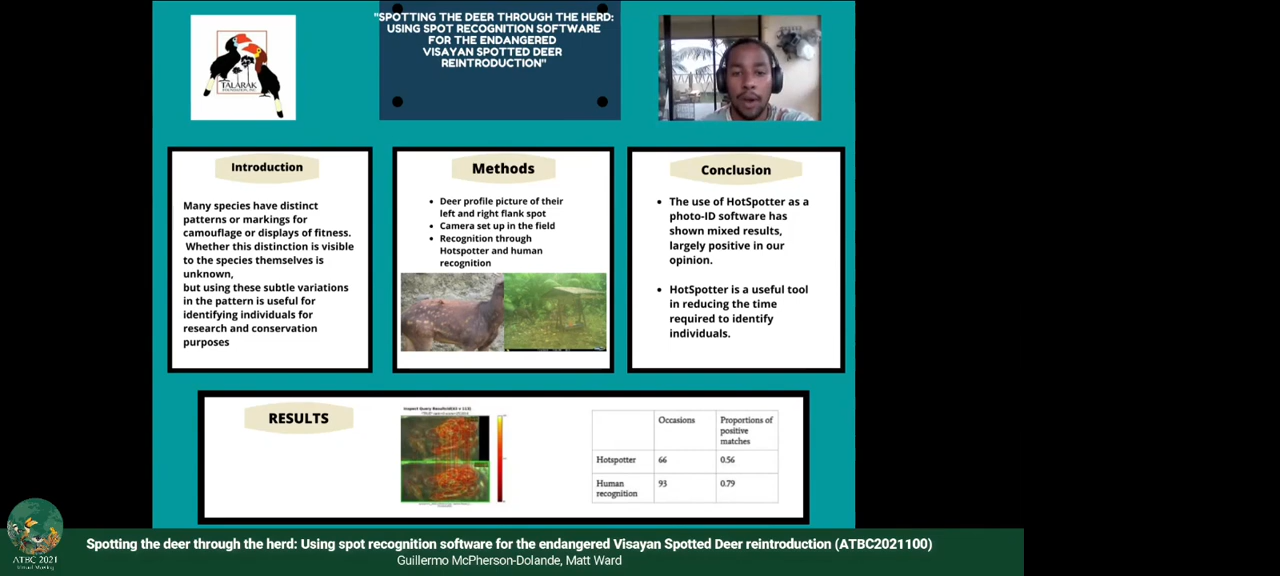 TALARAK
"SPOTTING THE DEER THROUGH THE HERD:
USING SPOT RECOGNITION SOFTWARE
FOR THE ENDANGERED
VISAYAN SPOTTED DEER
REINTRODUCTION"
Introduction
Many species have distinct
patterns or markings for
camouflage or displays of fitness.
Whether this distinction is visible
to the species themselves is
unknown,
but using these subtle variations
in the pattern is useful for
identifying individuals for
research and conservation
purposes
Methods
• Deer profile picture of their
left and right flank spot
• Camera set up in the field
• Recognition through
Hotspotter and human
recognition
Conclusion
• The use of HotSpotter as a
photo-ID software has
shown mixed results,
largely positive in our
opinion.
• HotSpotter is a useful tool
in reducing the time
required to identify
individuals.
RESULTS
Occasions
Proportions of
positive
matches
Hotspotter 66 0.56
Human
recognition 93 0.79
ATBC 2021
Spotting the deer through the herd: Using spot recognition software for the endangered Visayan Spotted Deer reintroduction (ATBC2021100)
Guillermo McPherson-Dolande, Matt Ward